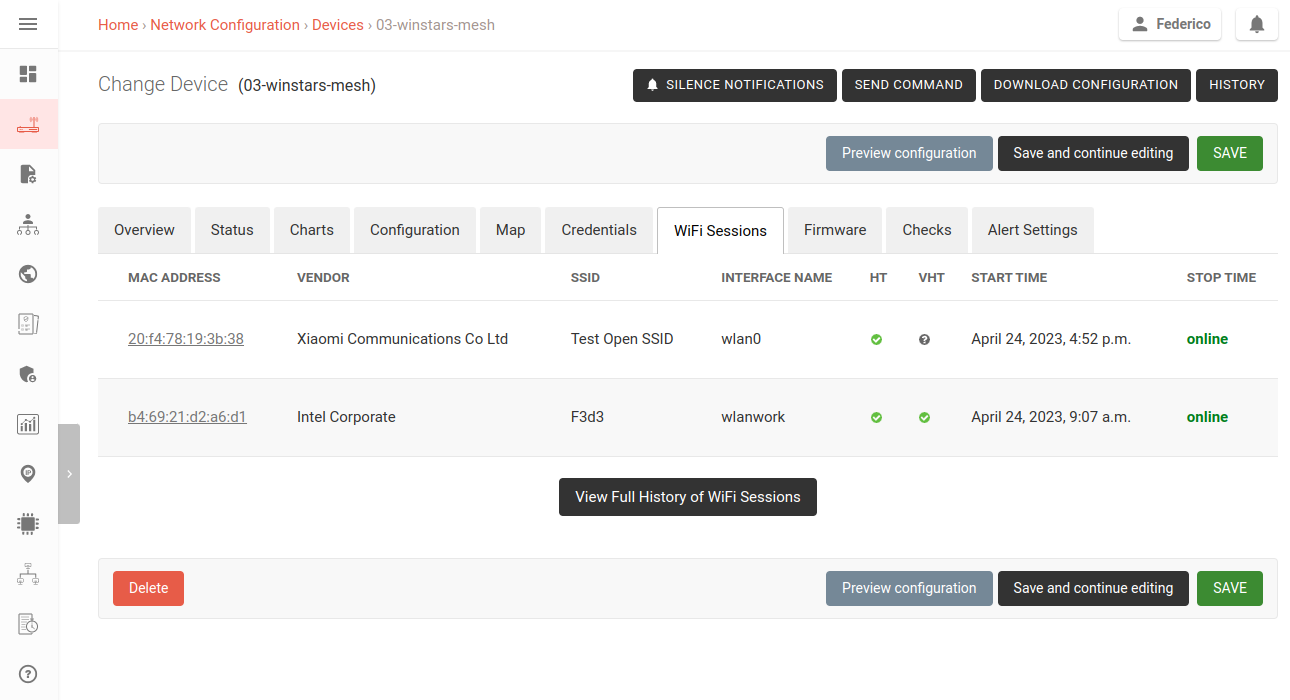 Home › Network Configuration › Devices › 03-winstars-mesh
Federico
Change Device (03-winstars-mesh)
SILENCE NOTIFICATIONS SEND COMMAND DOWNLOAD CONFIGURATION HISTORY
Preview configuration Save and continue editing SAVE
Overview Status Charts Configuration Map Credentials WiFi Sessions Firmware Checks Alert Settings
MAC ADDRESS VENDOR SSID INTERFACE NAME HT VHT START TIME STOP TIME
20:f4:78:19:3b:38 Xiaomi Communications Co Ltd Test Open SSID wlan0 April 24, 2023, 4:52 p.m. online
b4:69:21:d2:a6:d1 Intel Corporate F3d3 wlanwork April 24, 2023, 9:07 a.m. online
View Full History of WiFi Sessions
Delete Preview configuration Save and continue editing SAVE